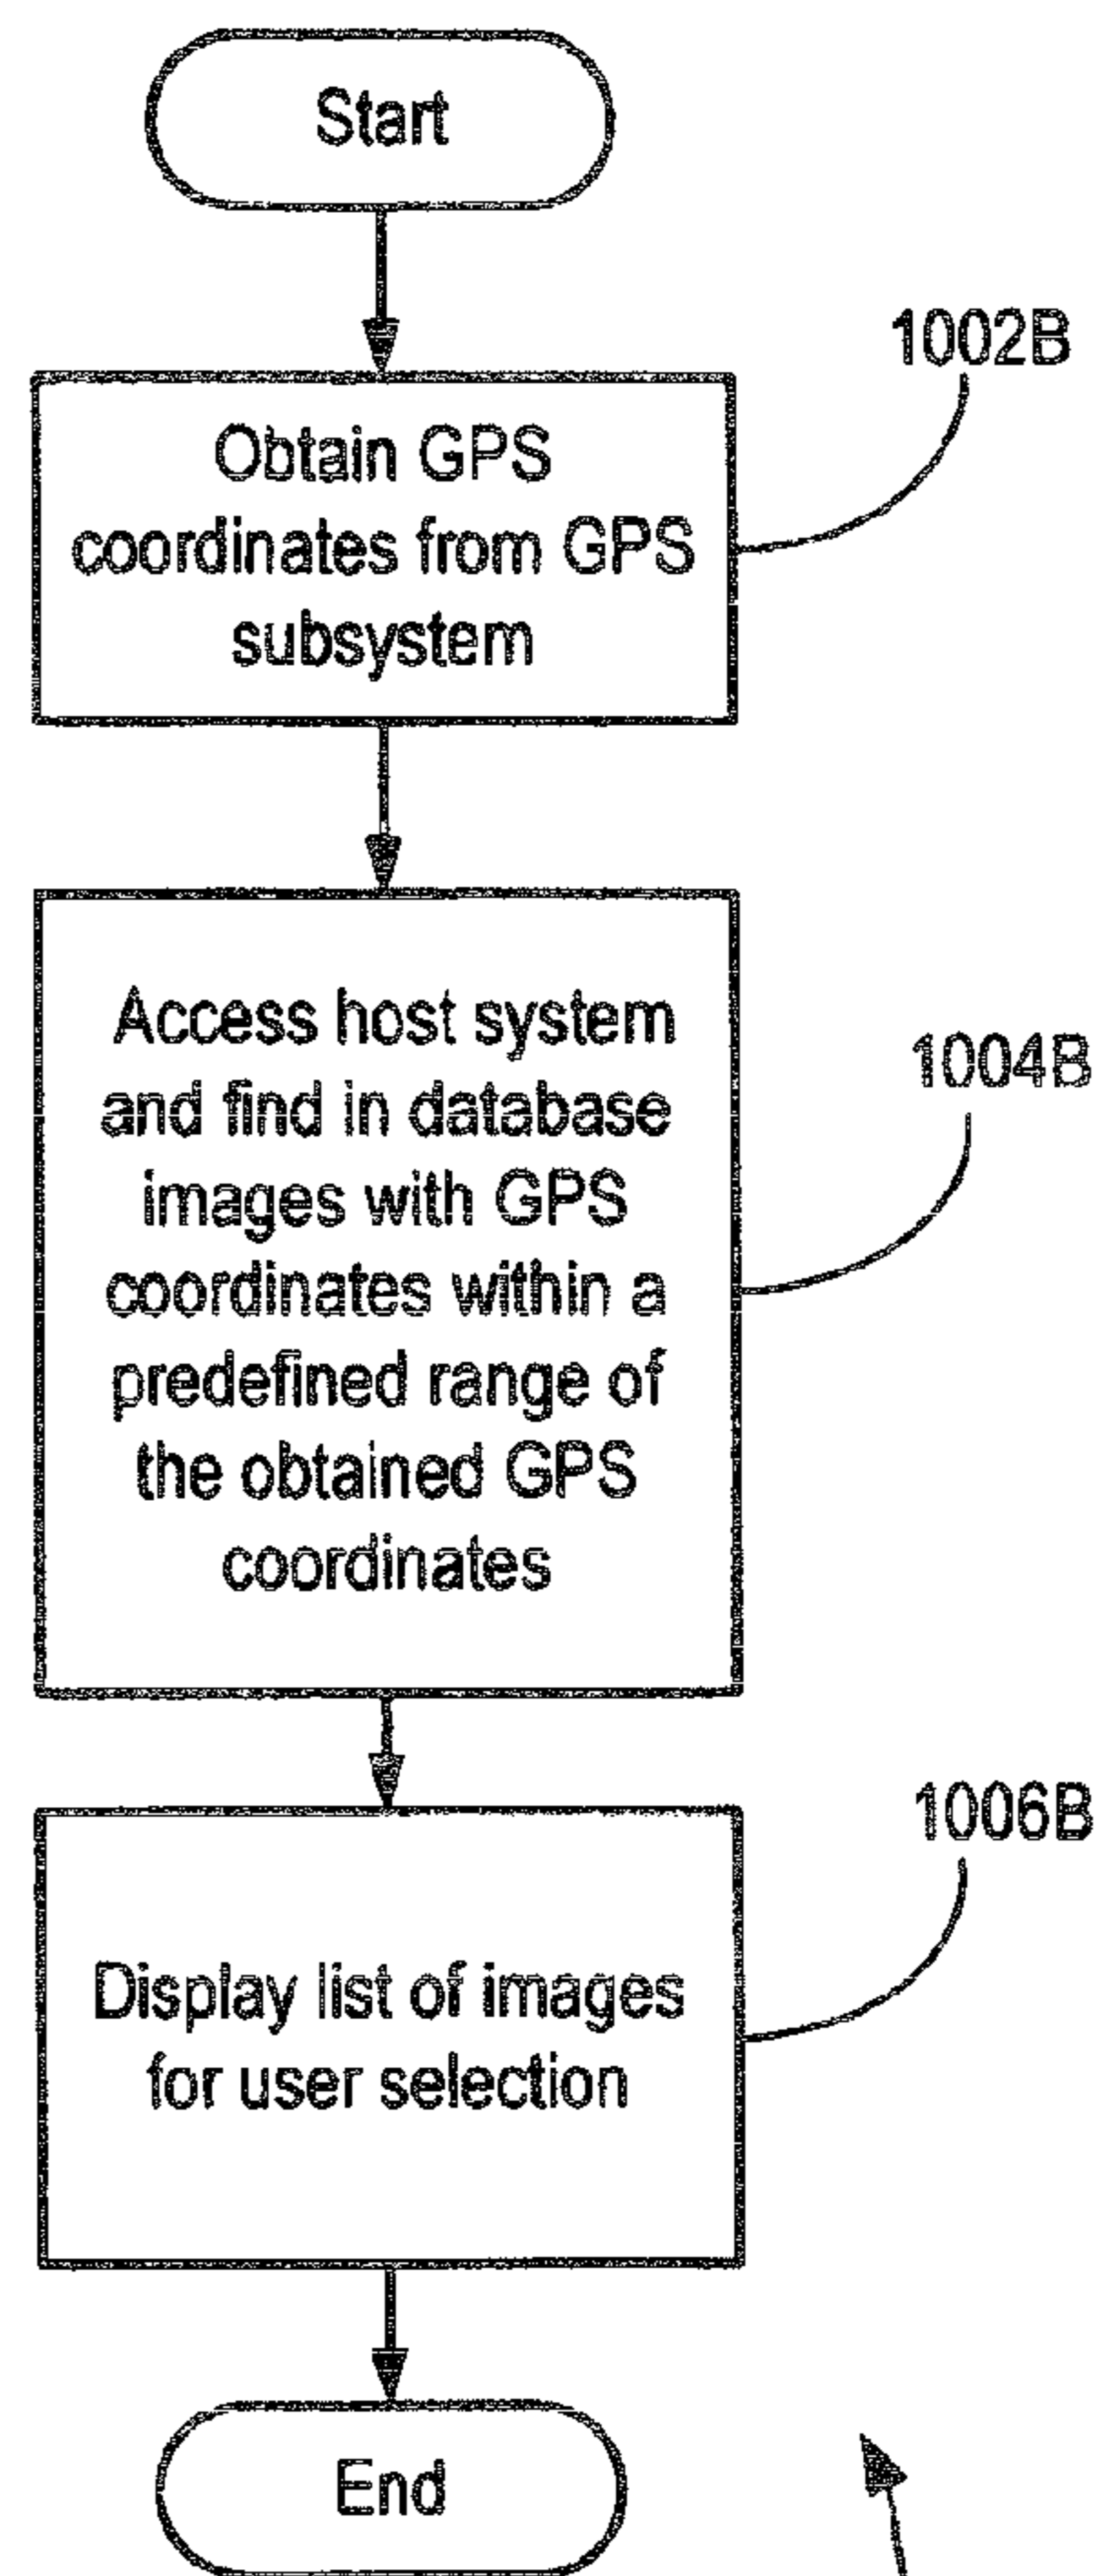 Start
1002B
Obtain GPS
coordinates from GPS
subsystem
1004B
Access host system
and find in database
images with GPS
coordinates within a
predefined range of
the obtained GPS
coordinates
1006B
Display list of images
for user selection
End